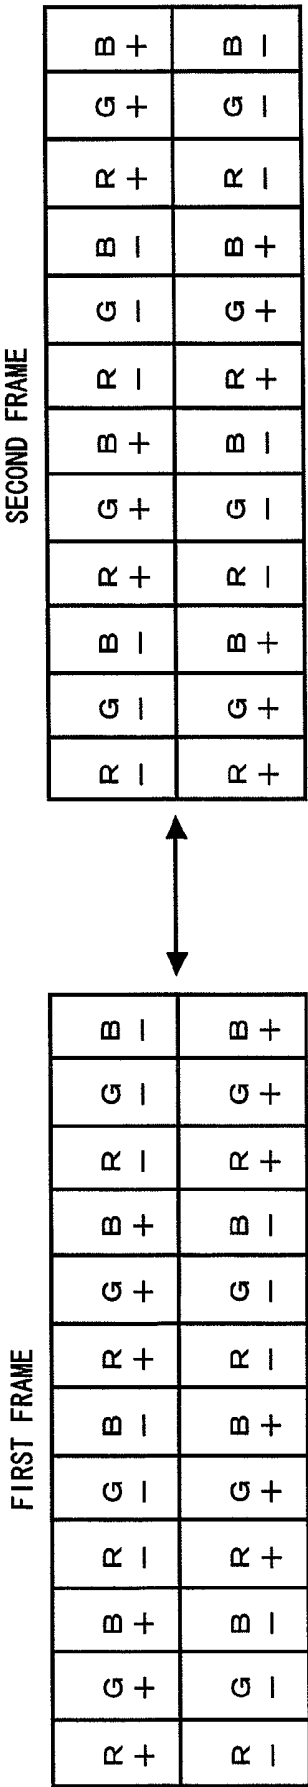 FIRST FRAME
R G B R G B R G B R G B
+ + + − − − + + + − − −
R G B R G B R G B R G B
− − − + + + − − − + + +
SECOND FRAME
R G B R G B R G B R G B
− − − + + + − − − + + +
R G B R G B R G B R G B
+ + + − − − + + + − − −